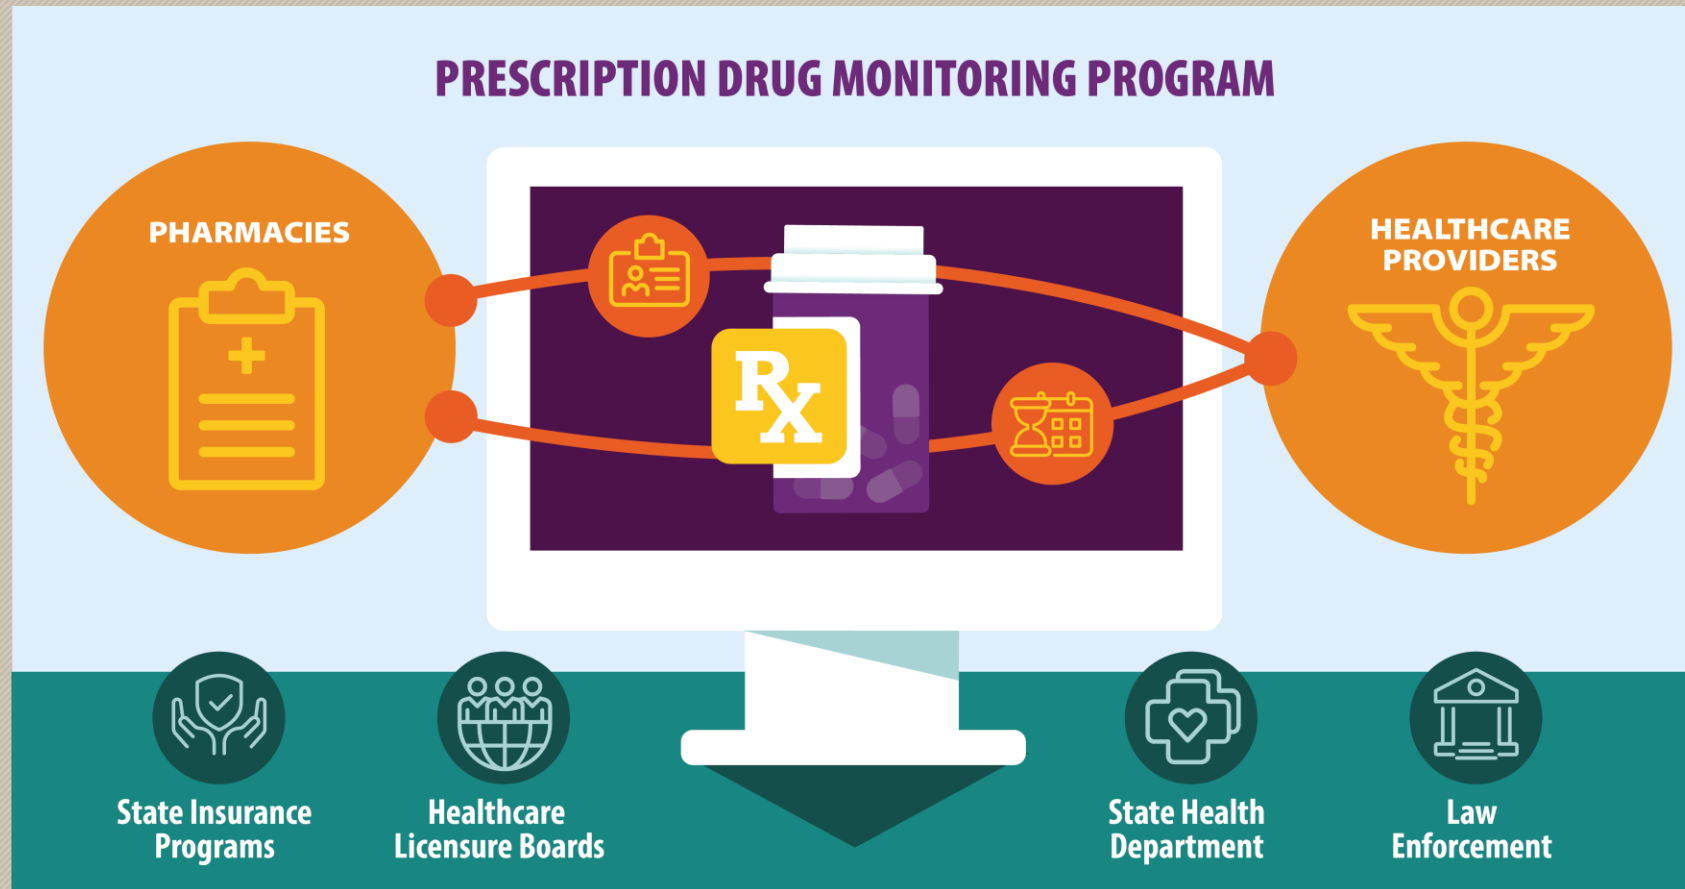 PRESCRIPTION DRUG MONITORING PROGRAM
PHARMACIES
HEALTHCARE
PROVIDERS
Rx
State Insurance
Programs
Healthcare
Licensure Boards
State Health
Department
Law
Enforcement